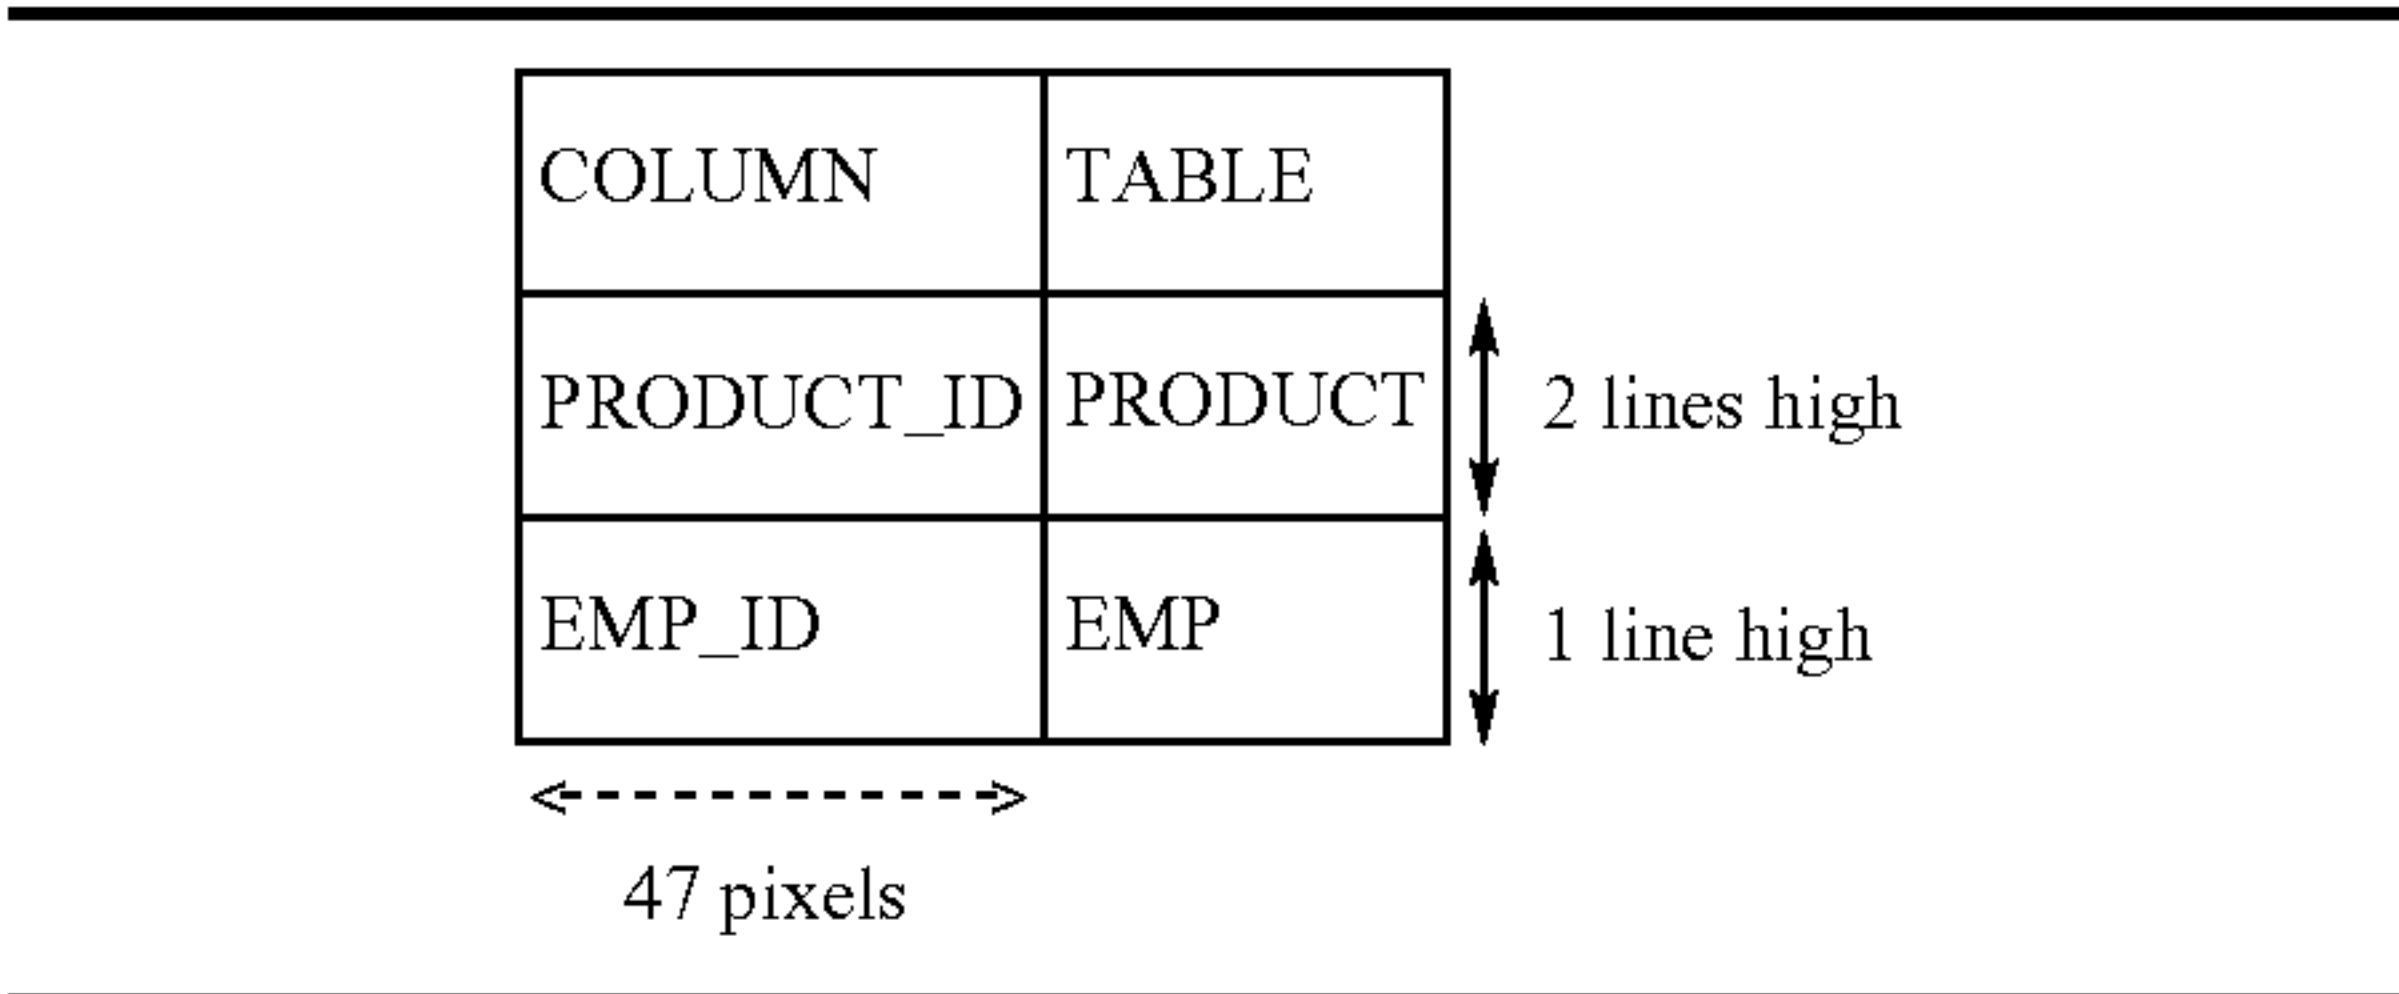 COLUMN TABLE
PRODUCT_ID PRODUCT 2 lines high
EMP_ID EMP 1 line high
47 pixels